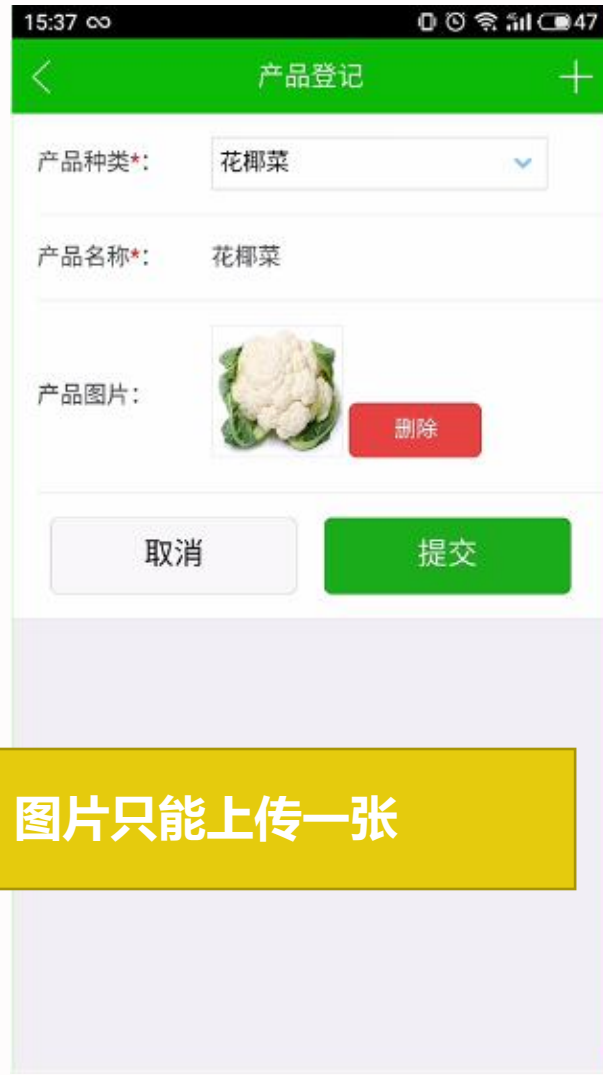 15:37 47
产品登记
产品种类*: 花椰菜
产品名称*: 花椰菜
产品图片:
删除
取消 提交
图片只能上传一张